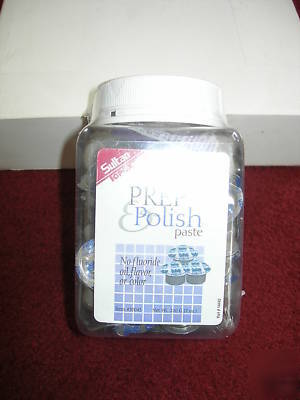 Sultan
PREP
& Polish
paste
No fluoride
oil, flavor,
or color